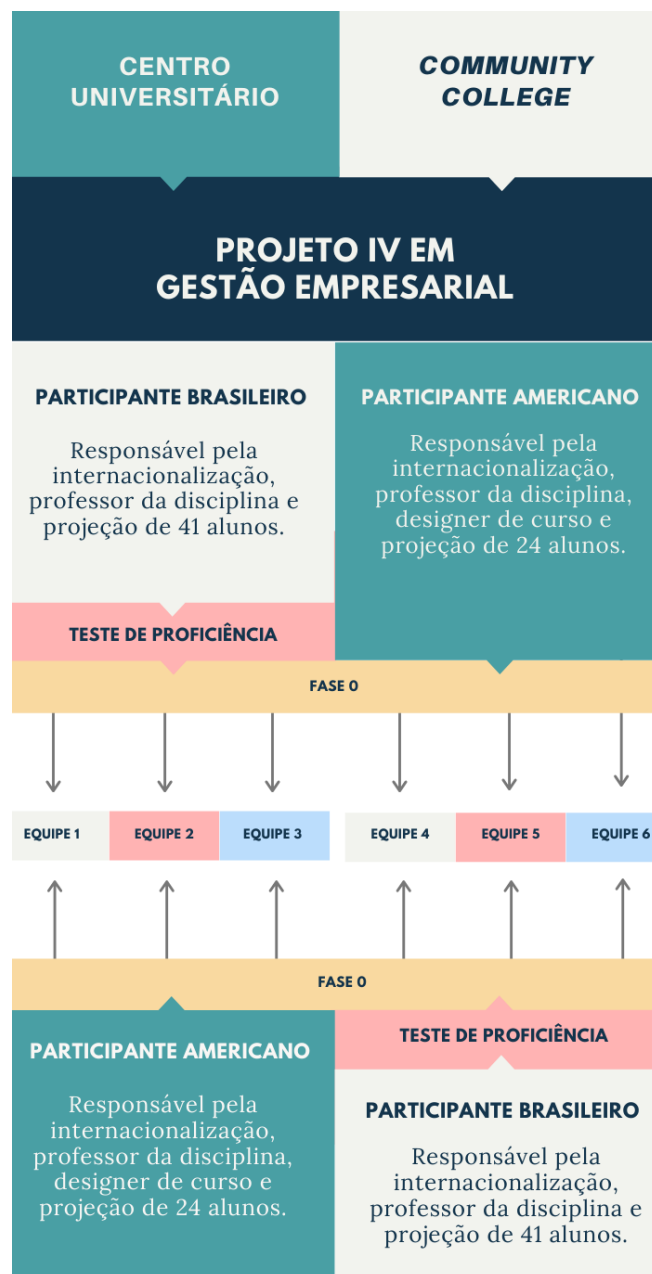 CENTRO
UNIVERSITÁRIO
COMMUNITY
COLLEGE
PROJETO IV EM
GESTÃO EMPRESARIAL
PARTICIPANTE BRASILEIRO
Responsável pela
internacionalização,
professor da disciplina e
projeção de 41 alunos.
PARTICIPANTE AMERICANO
Responsável pela
internacionalização,
professor da disciplina,
designer de curso e
projeção de 24 alunos.
TESTE DE PROFICIÊNCIA
FASE 0
EQUIPE 1
EQUIPE 2
EQUIPE 3
EQUIPE 4
EQUIPE 5
EQUIPE 6
FASE 0
PARTICIPANTE AMERICANO
Responsável pela
internacionalização,
professor da disciplina,
designer de curso e
projeção de 24 alunos.
TESTE DE PROFICIÊNCIA
PARTICIPANTE BRASILEIRO
Responsável pela
internacionalização,
professor da disciplina e
projeção de 41 alunos.